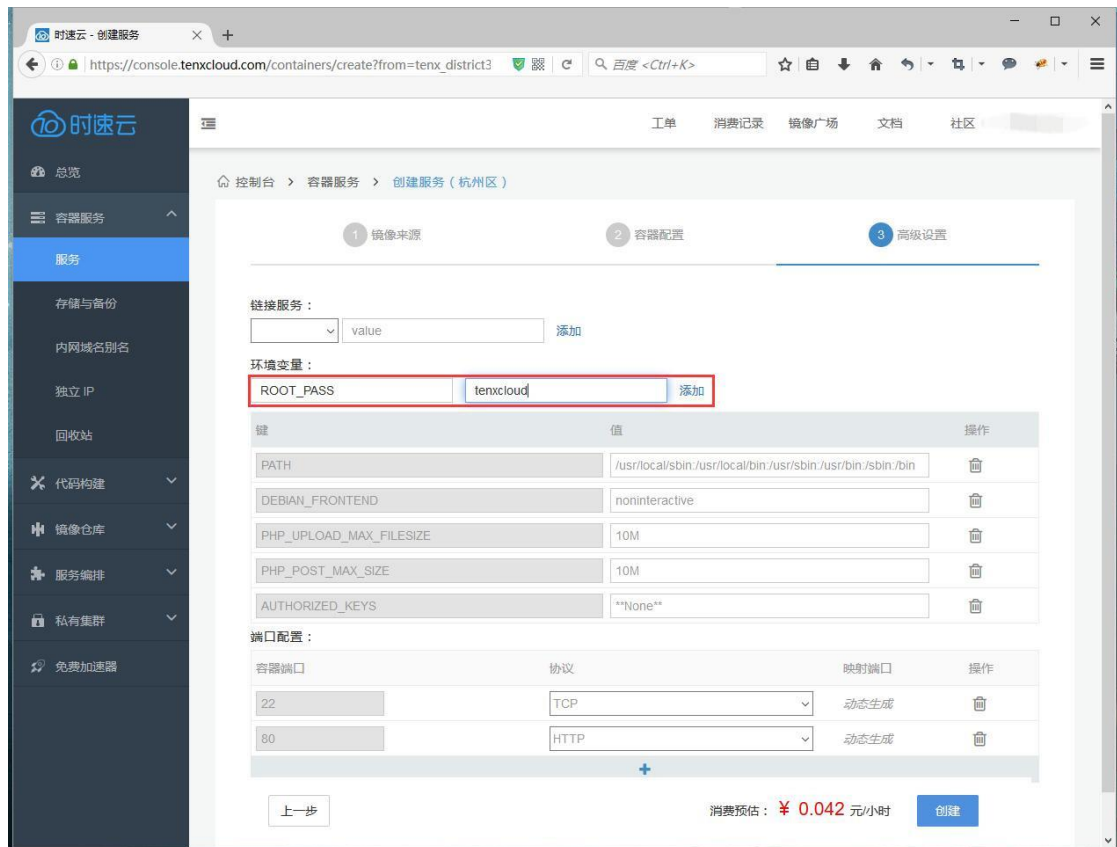 时速云 - 创建服务
https://console.tenxcloud.com/containers/create?from=tenx_district3
百度 <Ctrl+K>
时速云
工单 消费记录 镜像广场 文档 社区
总览
控制台 > 容器服务 > 创建服务（杭州区）
容器服务
1 镜像来源 2 容器配置 3 高级设置
服务
存储与备份
内网域名别名
独立 IP
回收站
代码构建
镜像仓库
服务编排
私有集群
免费加速器
链接服务：
value 添加
环境变量：
ROOT_PASS tenxcloud 添加
键 值 操作
PATH /usr/local/sbin:/usr/local/bin:/usr/sbin:/usr/bin:/sbin:/bin
DEBIAN_FRONTEND noninteractive
PHP_UPLOAD_MAX_FILESIZE 10M
PHP_POST_MAX_SIZE 10M
AUTHORIZED_KEYS **None**
端口配置：
容器端口 协议 映射端口 操作
22 TCP 动态生成
80 HTTP 动态生成
上一步 消费预估：¥ 0.042 元/小时 创建